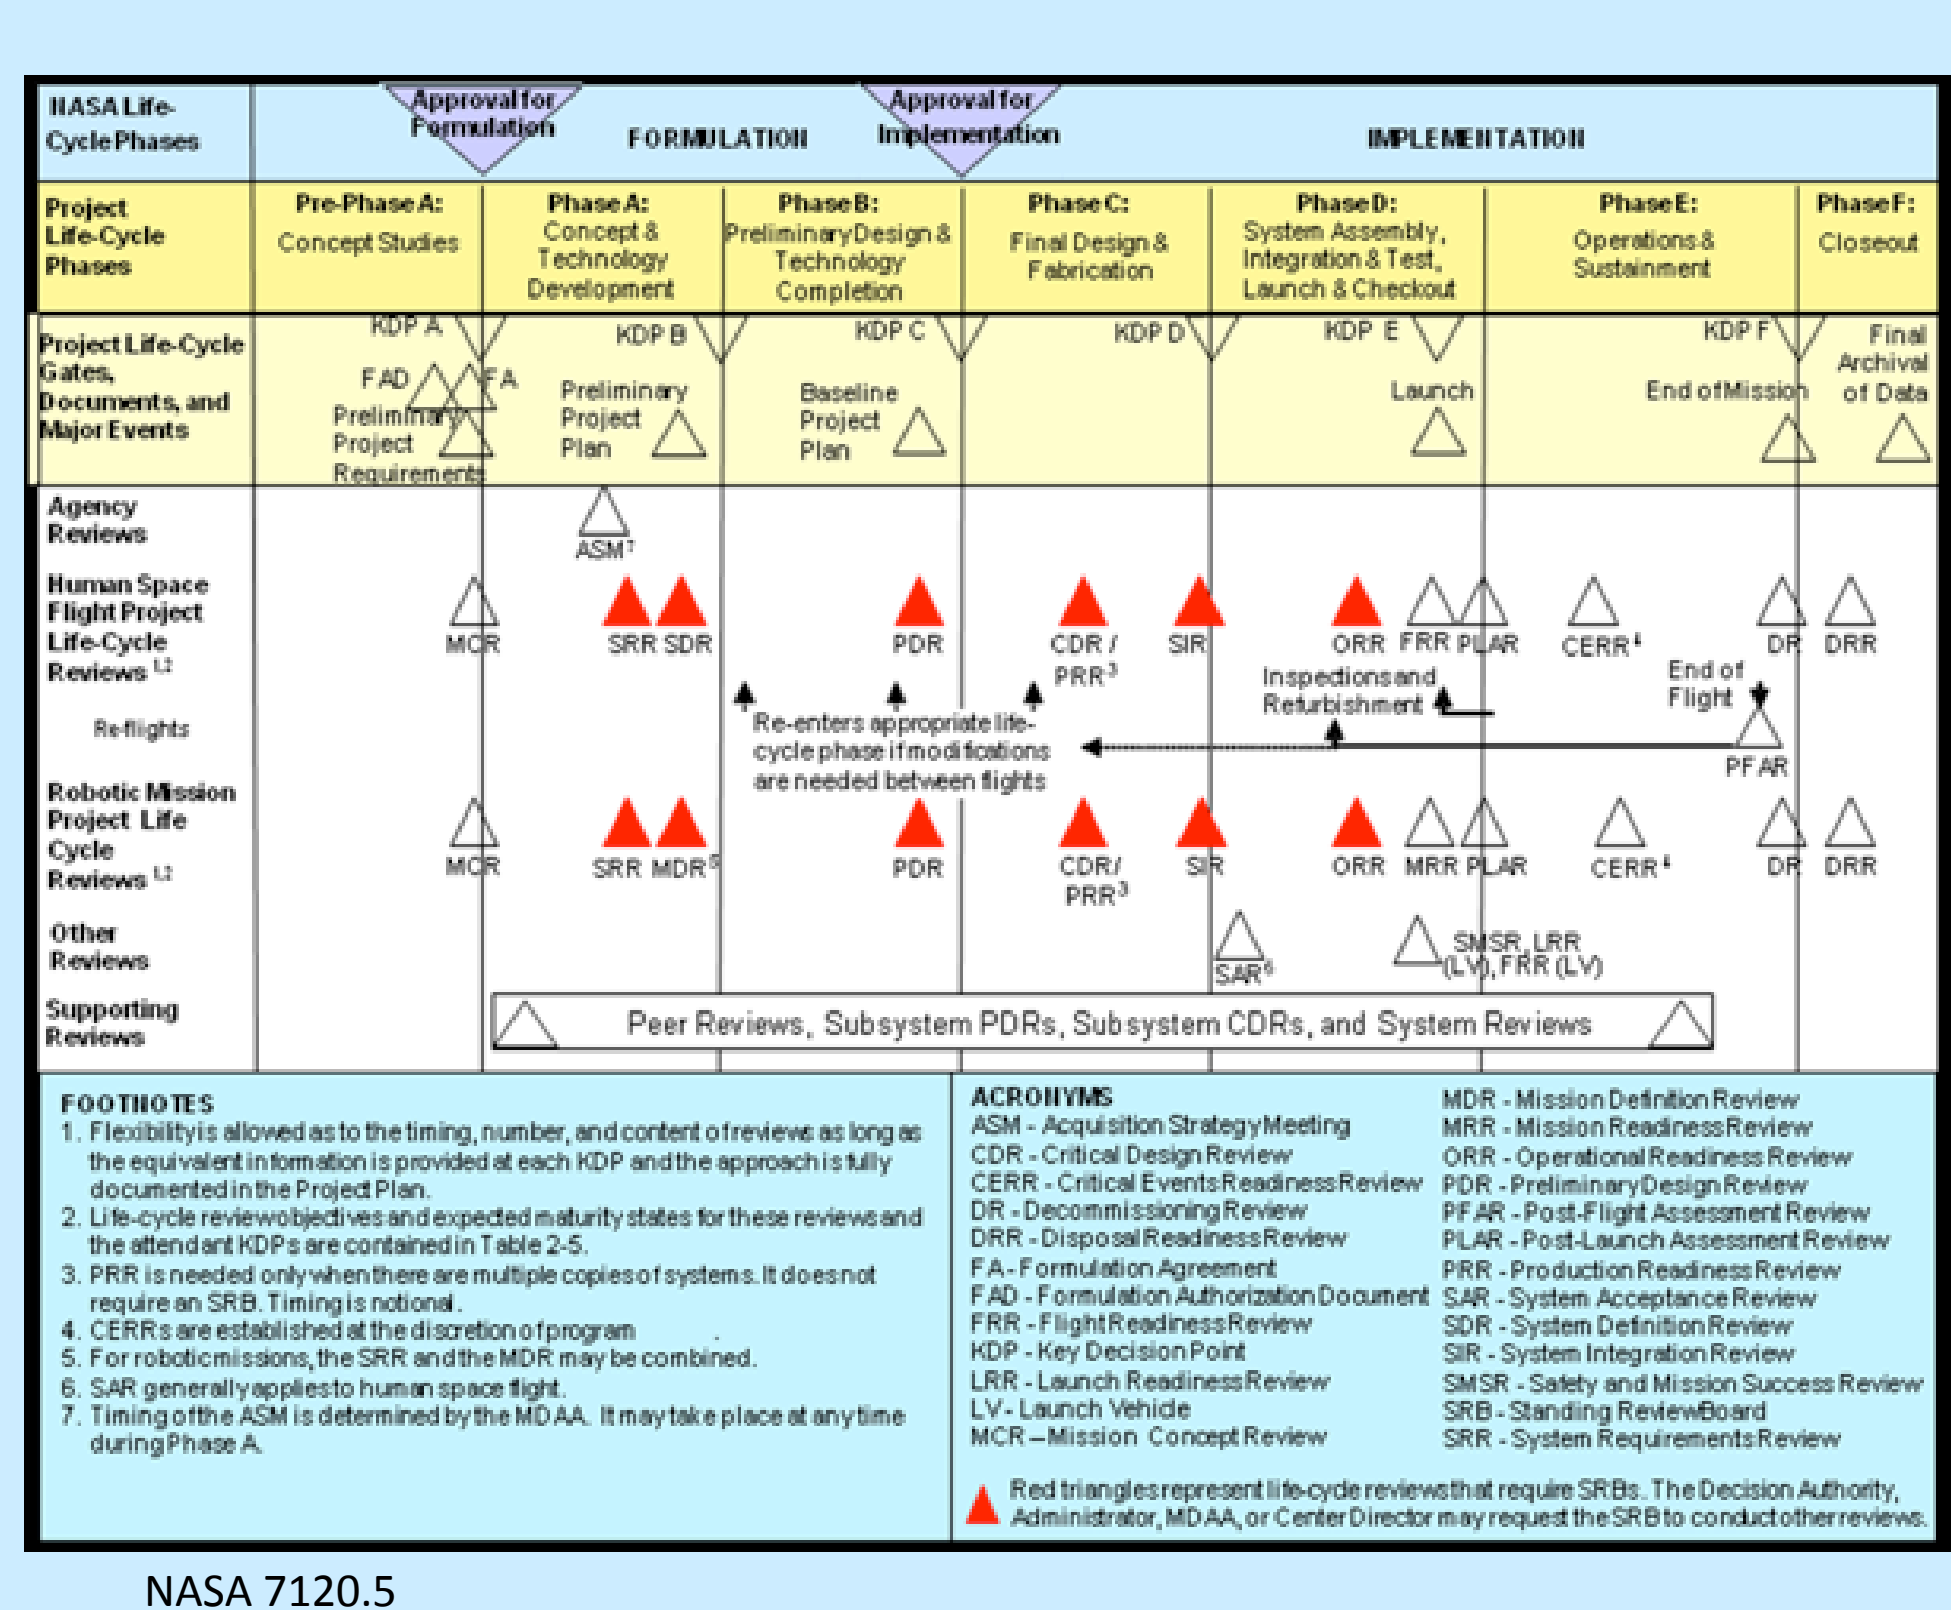 NASA Life-
Cycle Phases
Approval for
Formulation
FORMULATION
Approval for
Implementation
IMPLEMENTATION
Project
Life-Cycle
Phases
Pre-Phase A:
Concept Studies
Phase A:
Concept &
Technology
Development
Phase B:
Preliminary Design &
Technology
Completion
Phase C:
Final Design &
Fabrication
Phase D:
System Assembly,
Integration & Test,
Launch & Checkout
Phase E:
Operations &
Sustainment
Phase F:
Closeout
Project Life-Cycle
Gates,
Documents, and
Major Events
KDP A
FAD
FA
Preliminary
Project
Requirements
KDP B
Preliminary
Project
Plan
KDP C
Baseline
Project
Plan
KDP D
KDP E
Launch
KDP F
End of Mission
Final
Archival
of Data
Agency
Reviews
ASM7
Human Space
Flight Project
Life-Cycle
Reviews 1,2
MCR
SRR SDR
PDR
CDR /
PRR3
SIR
ORR
FRR
PLAR
CERR4
DR
DRR
Re-flights
Re-enters appropriate life-
cycle phase if modifications
are needed between flights
Inspections and
Refurbishment
End of
Flight
PFAR
Robotic Mission
Project Life
Cycle
Reviews 1,2
MCR
SRR MDR5
PDR
CDR/
PRR3
SIR
ORR
MRR
PLAR
CERR4
DR
DRR
Other
Reviews
SAR6
SMSR, LRR
(LV), FRR (LV)
Supporting
Reviews
Peer Reviews, Subsystem PDRs, Subsystem CDRs, and System Reviews
FOOTNOTES
1. Flexibility is allowed as to the timing, number, and content of reviews as long as
the equivalent information is provided at each KDP and the approach is fully
documented in the Project Plan.
2. Life-cycle review objectives and expected maturity states for these reviews and
the attendant KDPs are contained in Table 2-5.
3. PRR is needed only when there are multiple copies of systems. It does not
require an SRB. Timing is notional.
4. CERRs are established at the discretion of program .
5. For robotic missions, the SRR and the MDR may be combined.
6. SAR generally applies to human space flight.
7. Timing of the ASM is determined by the MDAA. It may take place at any time
during Phase A.
ACRONYMS
ASM - Acquisition Strategy Meeting
CDR - Critical Design Review
CERR - Critical Events Readiness Review
DR - Decommissioning Review
DRR - Disposal Readiness Review
FA - Formulation Agreement
FAD - Formulation Authorization Document
FRR - Flight Readiness Review
KDP - Key Decision Point
LRR - Launch Readiness Review
LV - Launch Vehicle
MCR – Mission Concept Review
MDR - Mission Definition Review
MRR - Mission Readiness Review
ORR - Operational Readiness Review
PDR - Preliminary Design Review
PFAR - Post-Flight Assessment Review
PLAR - Post-Launch Assessment Review
PRR - Production Readiness Review
SAR - System Acceptance Review
SDR - System Definition Review
SIR - System Integration Review
SMSR - Safety and Mission Success Review
SRB - Standing Review Board
SRR - System Requirements Review
Red triangles represent life-cycle reviews that require SRBs. The Decision Authority,
Administrator, MDAA, or Center Director may request the SRB to conduct other reviews.
NASA 7120.5